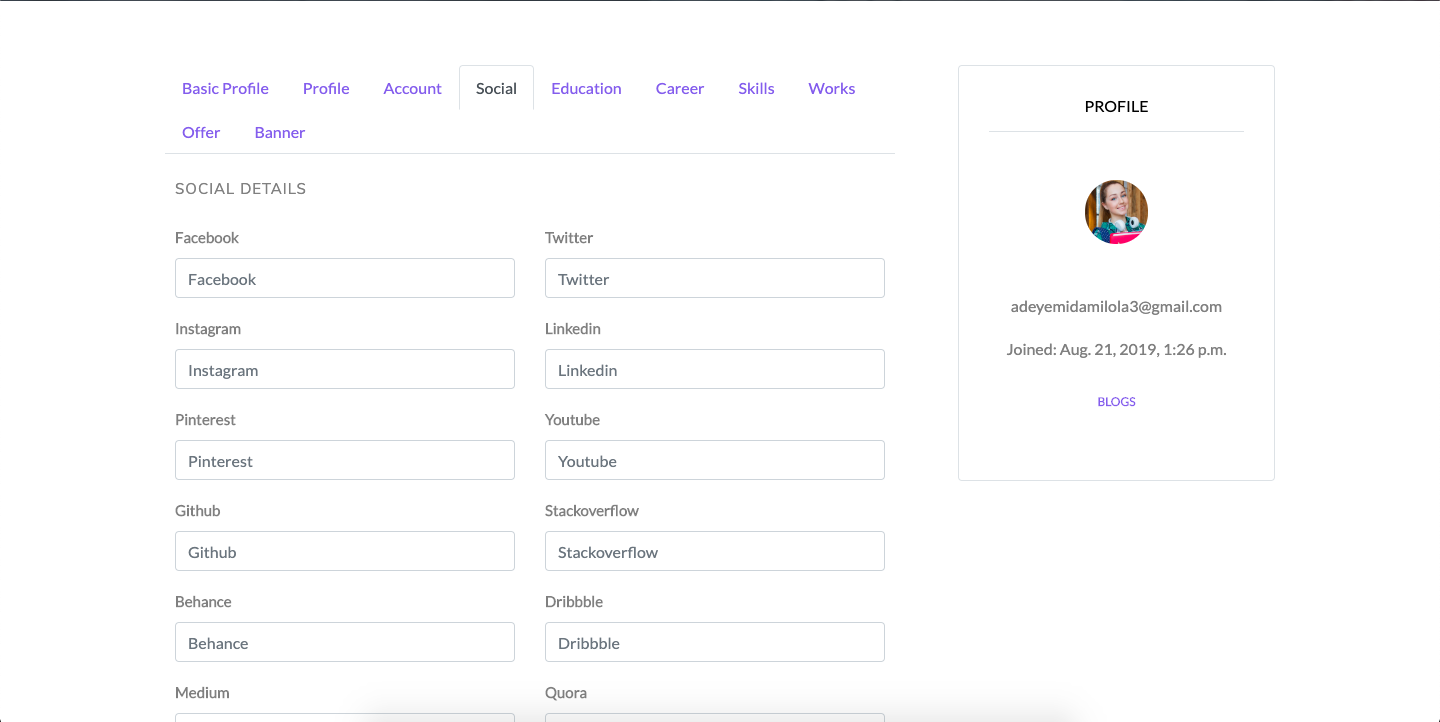 Basic Profile Profile Account Social Education Career Skills Works
Offer Banner
SOCIAL DETAILS
Facebook Twitter
Facebook Twitter
Instagram Linkedin
Instagram Linkedin
Pinterest Youtube
Pinterest Youtube
Github Stackoverflow
Github Stackoverflow
Behance Dribbble
Behance Dribbble
Medium Quora
PROFILE
adeyemidamilola3@gmail.com
Joined: Aug. 21, 2019, 1:26 p.m.
BLOGS